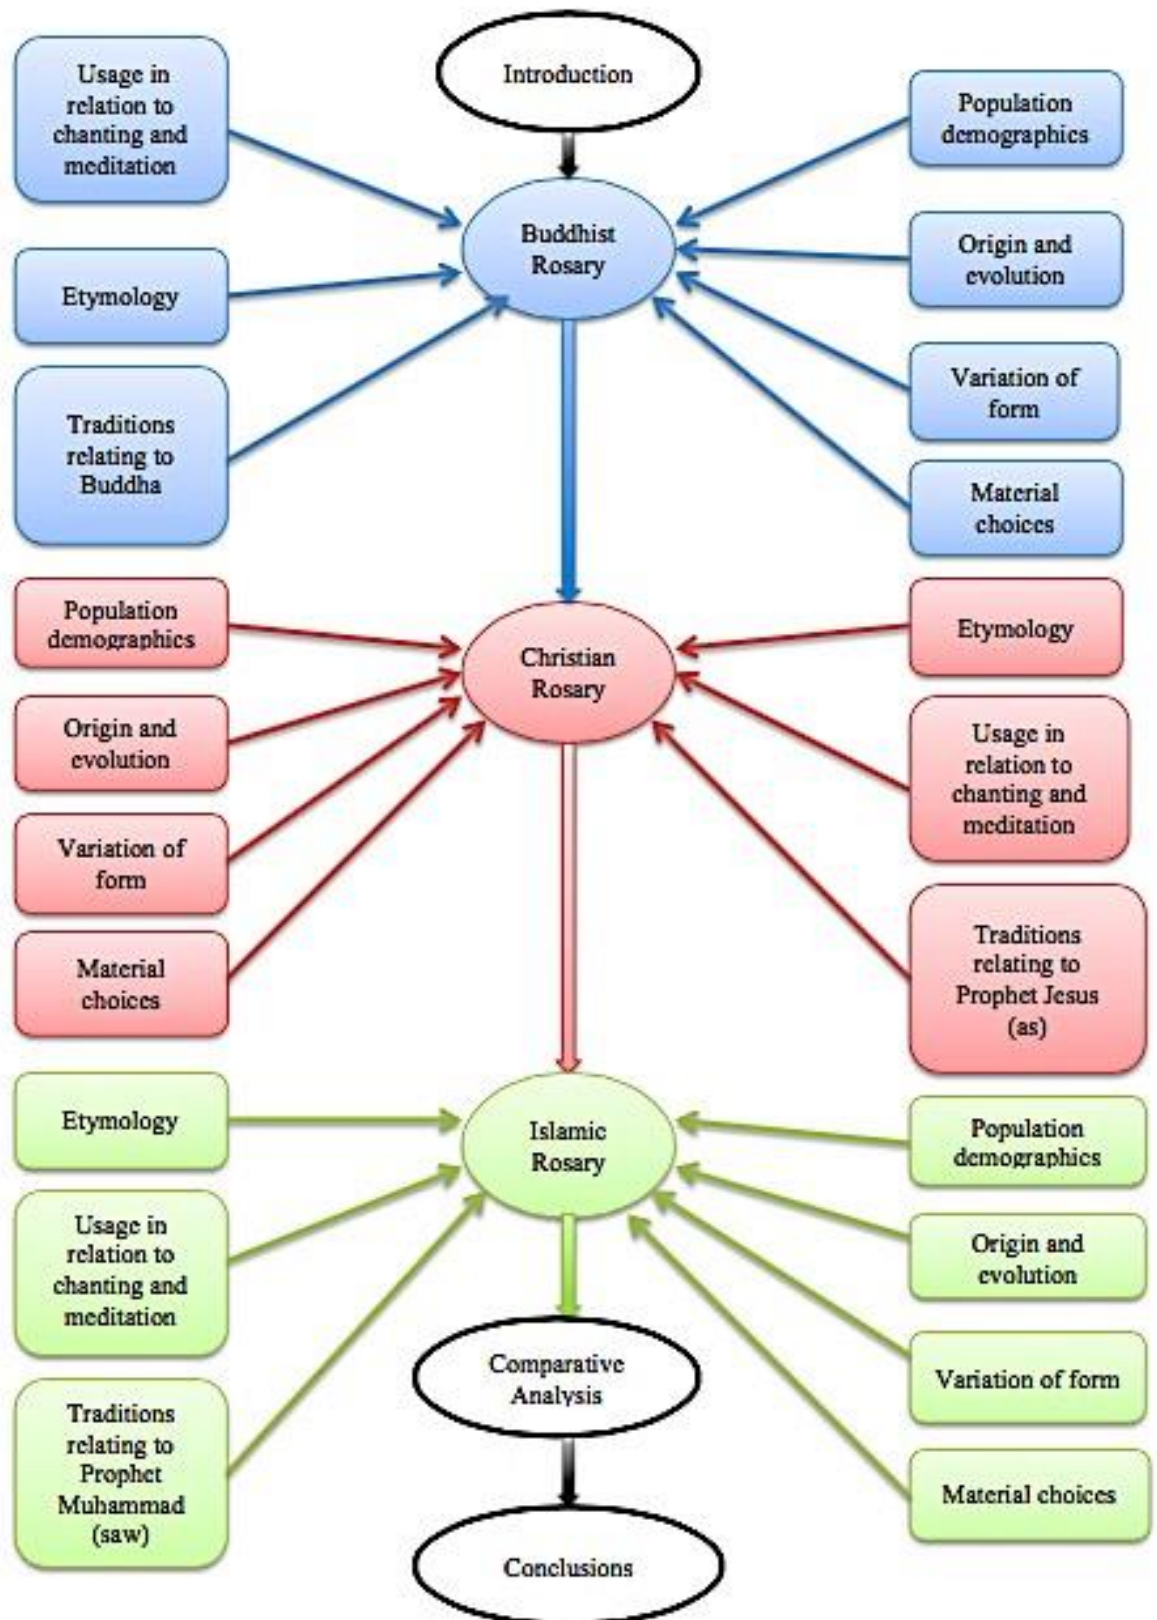 Introduction
Usage in
relation to
chanting and
meditation
Population
demographics
Buddhist
Rosary
Origin and
evolution
Etymology
Variation of
form
Traditions
relating to
Buddha
Material
choices
Population
demographics
Etymology
Christian
Rosary
Origin and
evolution
Usage in
relation to
chanting and
meditation
Variation of
form
Traditions
relating to
Prophet Jesus
(as)
Material
choices
Etymology
Population
demographics
Islamic
Rosary
Usage in
relation to
chanting and
meditation
Origin and
evolution
Comparative
Analysis
Variation of form
Traditions
relating to
Prophet
Muhammad
(saw)
Material choices
Conclusions